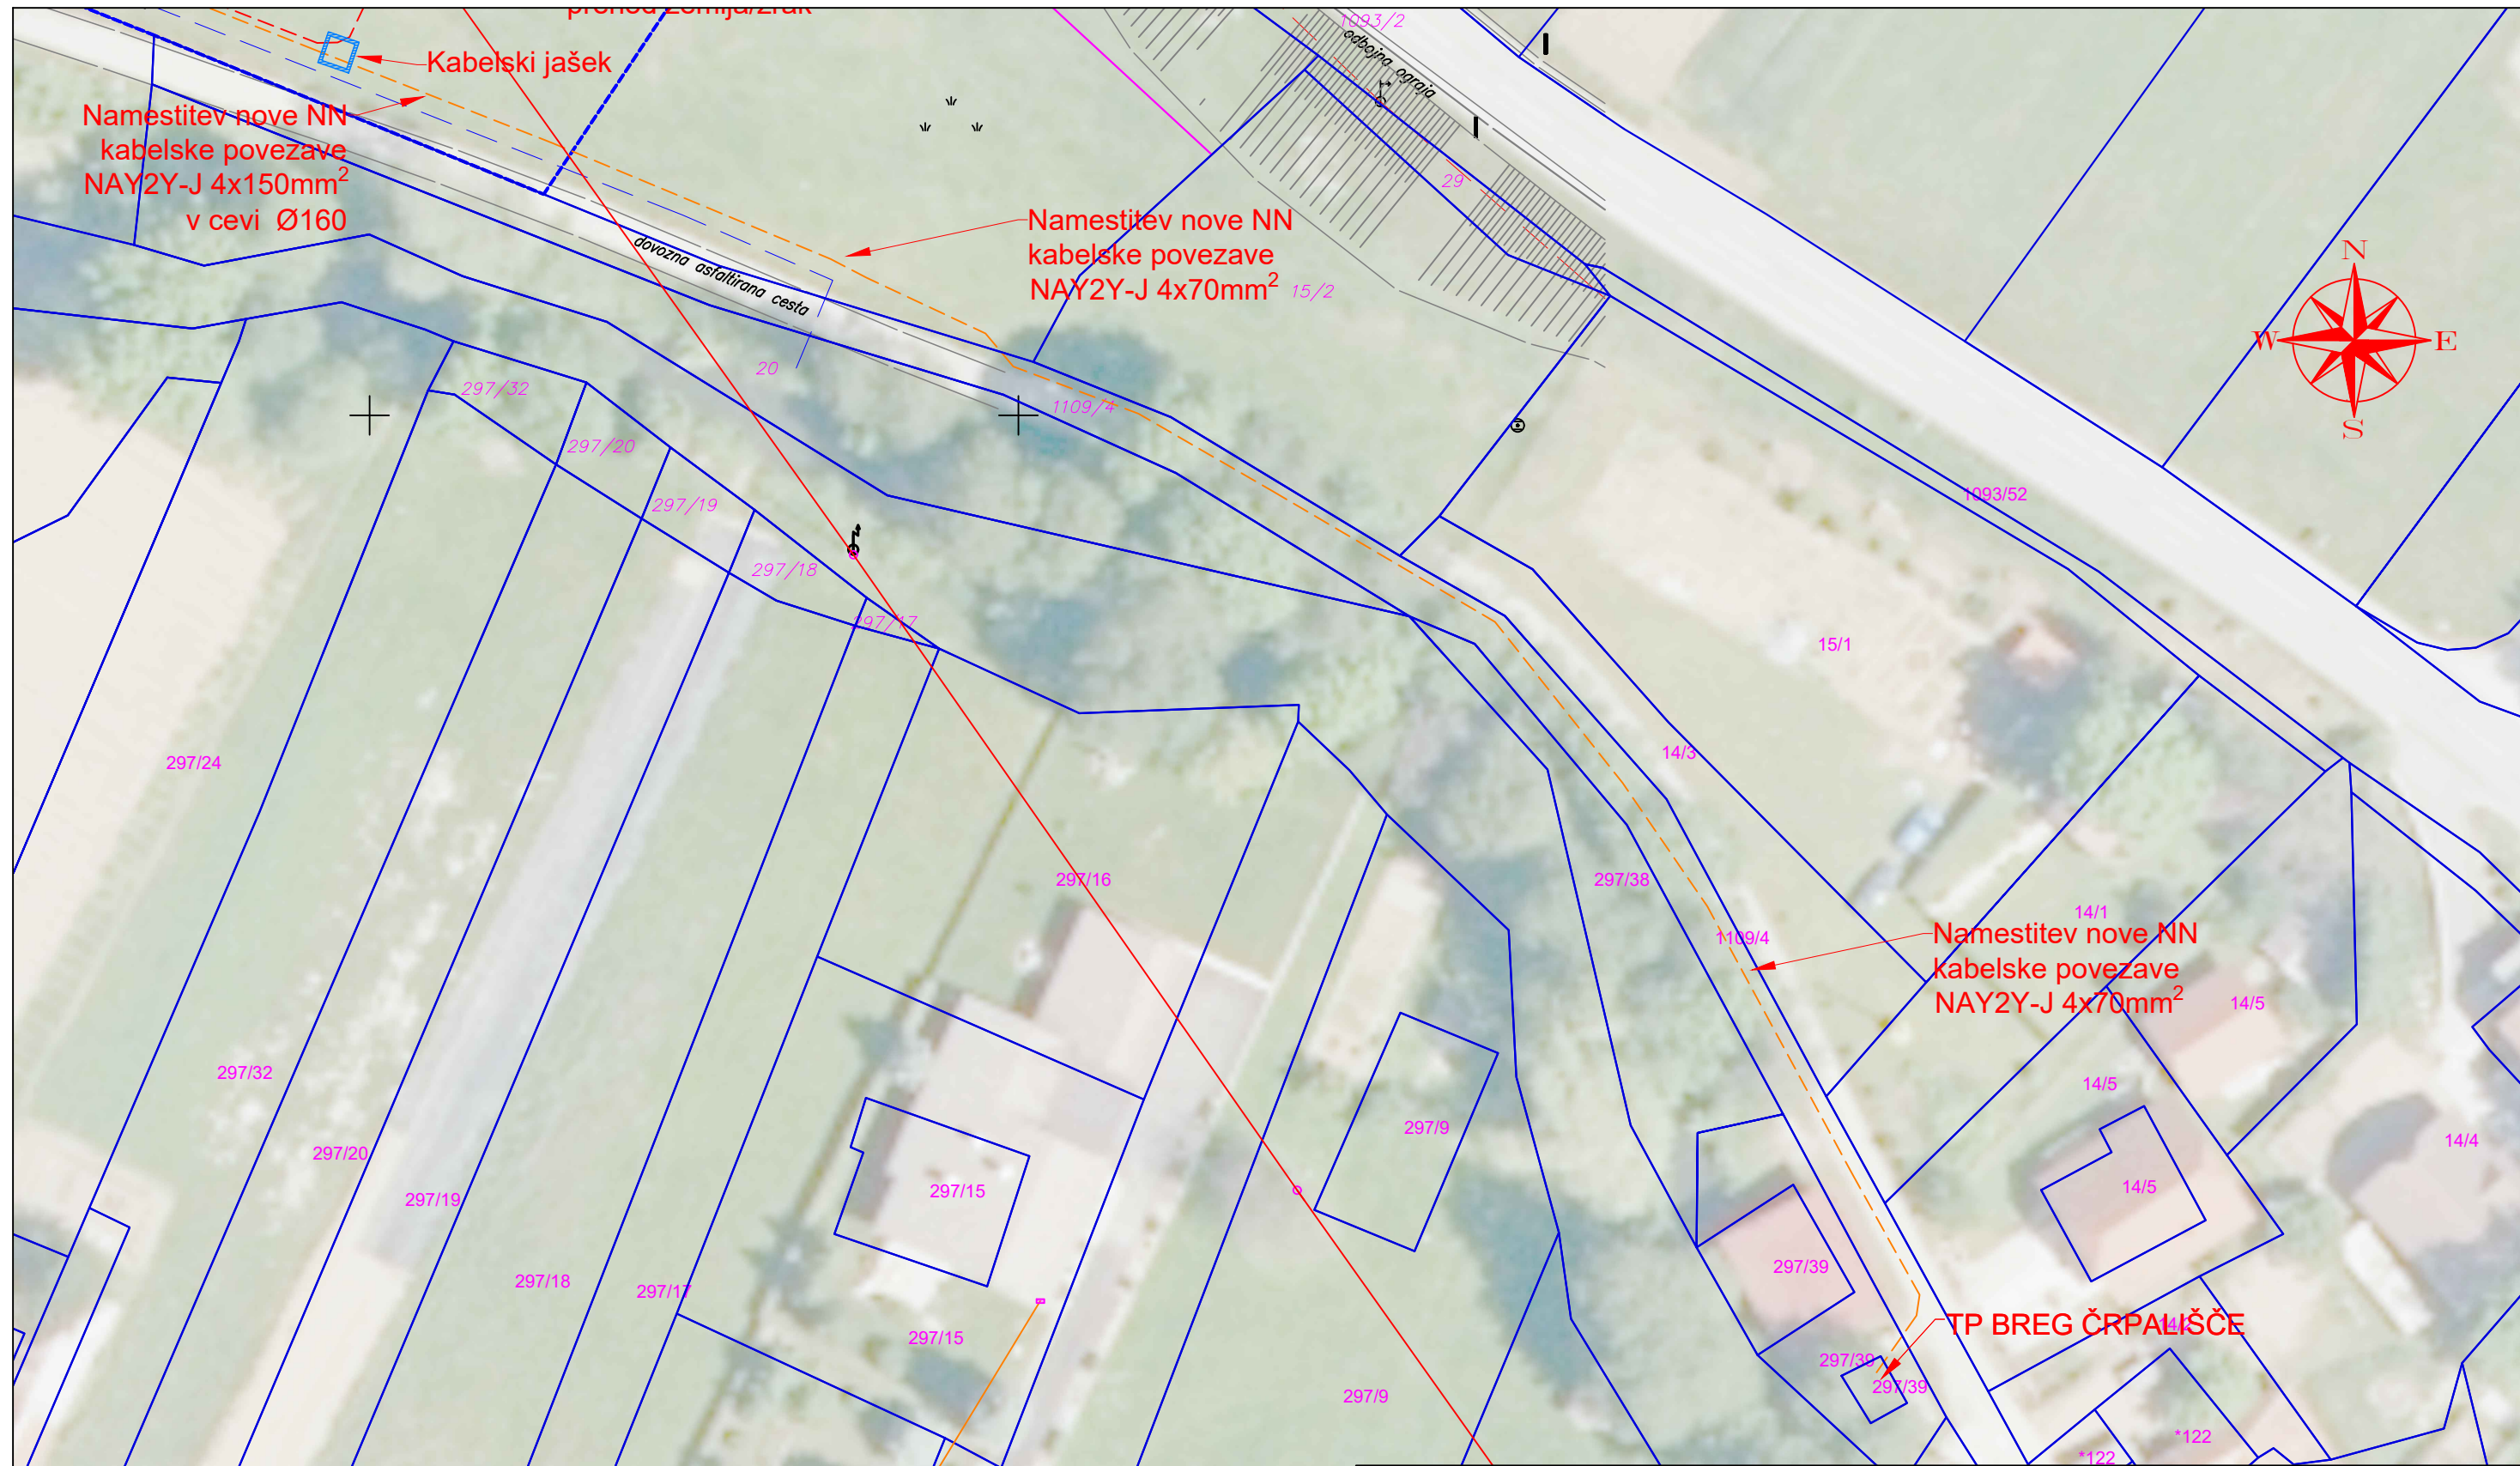 prehod zemlja/zrak
Kabelski jašek
Namestitev nove NN
kabelske povezave
NAY2Y-J 4x150mm²
v cevi Ø160
1093/2
odbojna ograja
29
Namestitev nove NN
kabelske povezave
NAY2Y-J 4x70mm²
15/2
dovozna asfaltirana cesta
N
W
E
S
20
1109/4
297/32
297/20
297/19
297/18
297/17
1093/52
15/1
14/3
297/24
297/16
297/38
1109/4
14/1
Namestitev nove NN
kabelske povezave
NAY2Y-J 4x70mm²
14/5
297/32
14/5
297/9
14/4
297/20
297/19
297/15
14/5
297/18
297/17
297/39
297/15
TP BREG ČRPALIŠČE
14/2
297/39
297/39
297/9
*122
*122